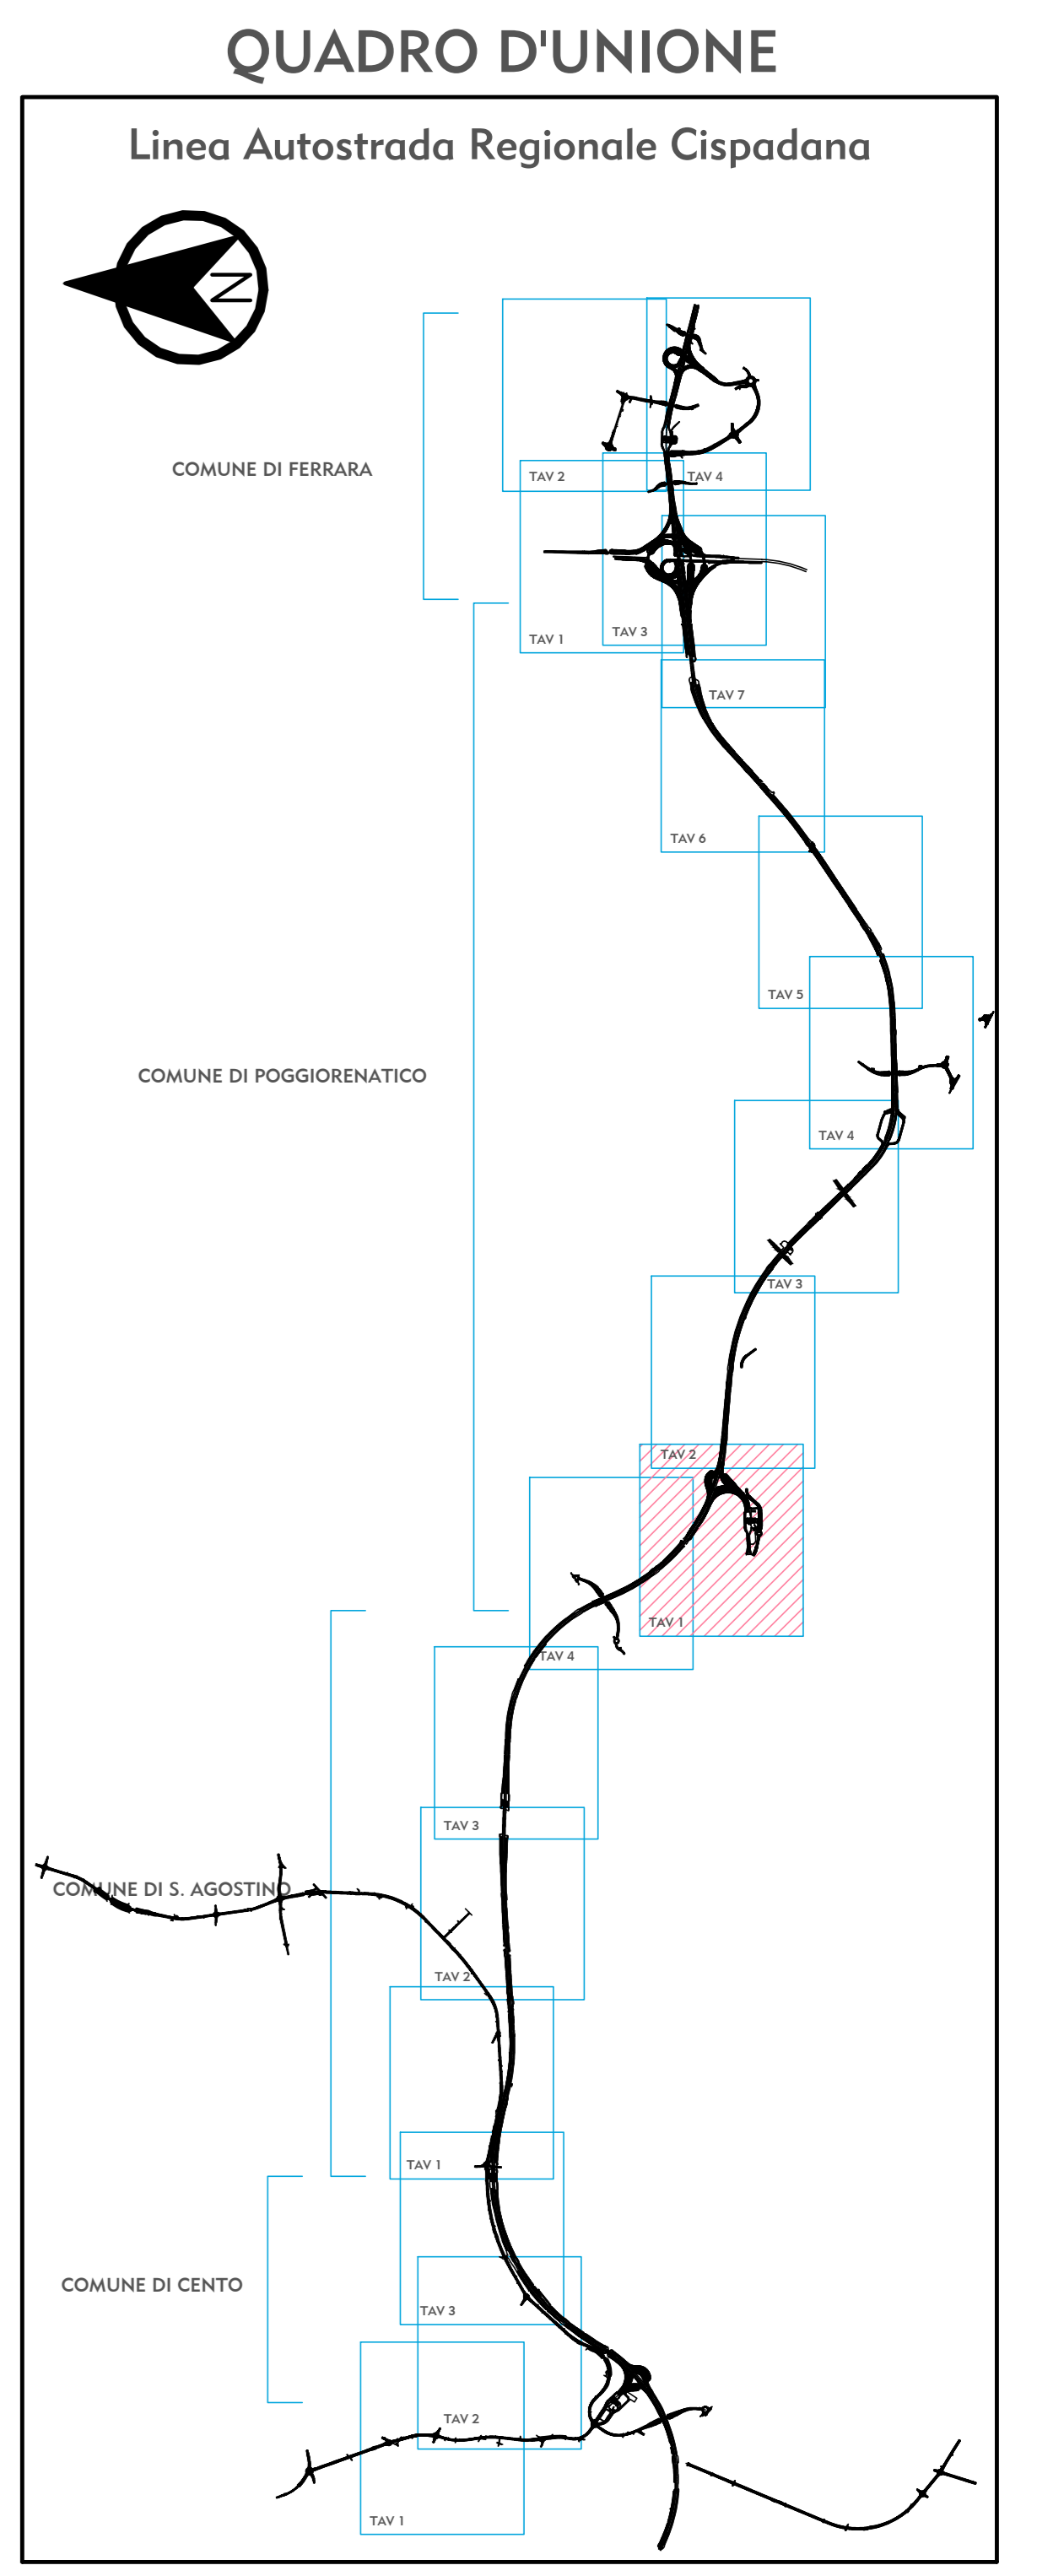 QUADRO D'UNIONE
Linea Autostrada Regionale Cispadana
N
COMUNE DI FERRARA
TAV 2
TAV 4
TAV 1
TAV 3
TAV 7
TAV 6
TAV 5
COMUNE DI POGGIORENATICO
TAV 4
TAV 3
TAV 2
TAV 1
TAV 4
TAV 3
COMUNE DI S. AGOSTINO
TAV 2
TAV 1
COMUNE DI CENTO
TAV 3
TAV 2
TAV 1